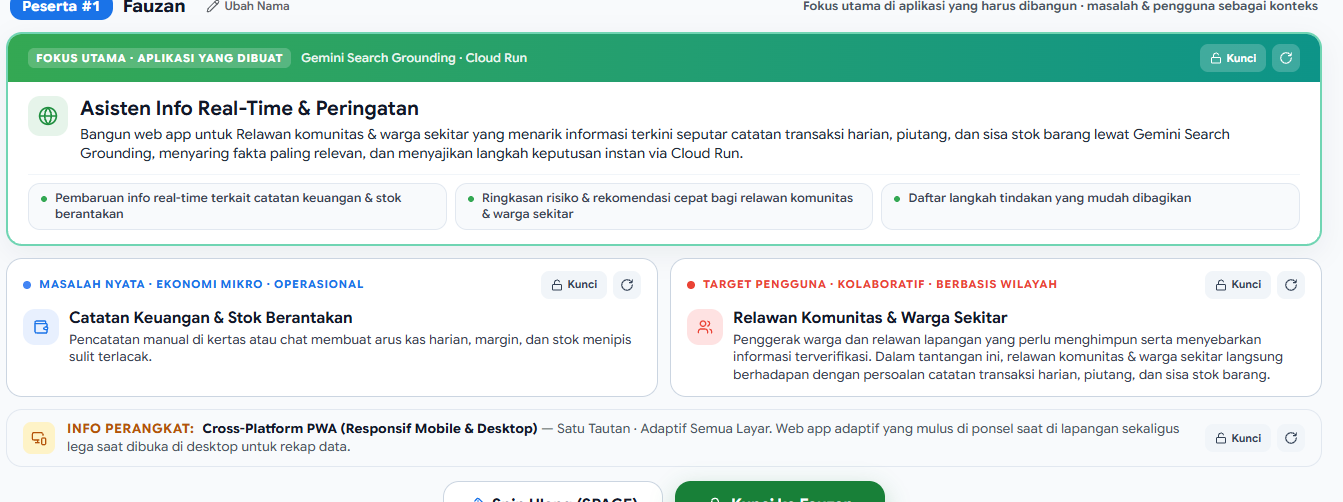 Peserta #1 Fauzan Ubah Nama Fokus utama di aplikasi yang harus dibangun · masalah & pengguna sebagai konteks
FOKUS UTAMA · APLIKASI YANG DIBUAT Gemini Search Grounding · Cloud Run Kunci
Asisten Info Real-Time & Peringatan
Bangun web app untuk Relawan komunitas & warga sekitar yang menarik informasi terkini seputar catatan transaksi harian, piutang, dan sisa stok barang lewat Gemini Search
Grounding, menyaring fakta paling relevan, dan menyajikan langkah keputusan instan via Cloud Run.
Pembaruan info real-time terkait catatan keuangan & stok
berantakan
Ringkasan risiko & rekomendasi cepat bagi relawan komunitas
& warga sekitar
Daftar langkah tindakan yang mudah dibagikan
MASALAH NYATA · EKONOMI MIKRO · OPERASIONAL Kunci
Catatan Keuangan & Stok Berantakan
Pencatatan manual di kertas atau chat membuat arus kas harian, margin, dan stok menipis
sulit terlacak.
TARGET PENGGUNA · KOLABORATIF · BERBASIS WILAYAH Kunci
Relawan Komunitas & Warga Sekitar
Penggerak warga dan relawan lapangan yang perlu menghimpun serta menyebarkan
informasi terverifikasi. Dalam tantangan ini, relawan komunitas & warga sekitar langsung
berhadapan dengan persoalan catatan transaksi harian, piutang, dan sisa stok barang.
INFO PERANGKAT: Cross-Platform PWA (Responsif Mobile & Desktop) — Satu Tautan · Adaptif Semua Layar. Web app adaptif yang mulus di ponsel saat di lapangan sekaligus
lega saat dibuka di desktop untuk rekap data.
Kunci
(SPACE)